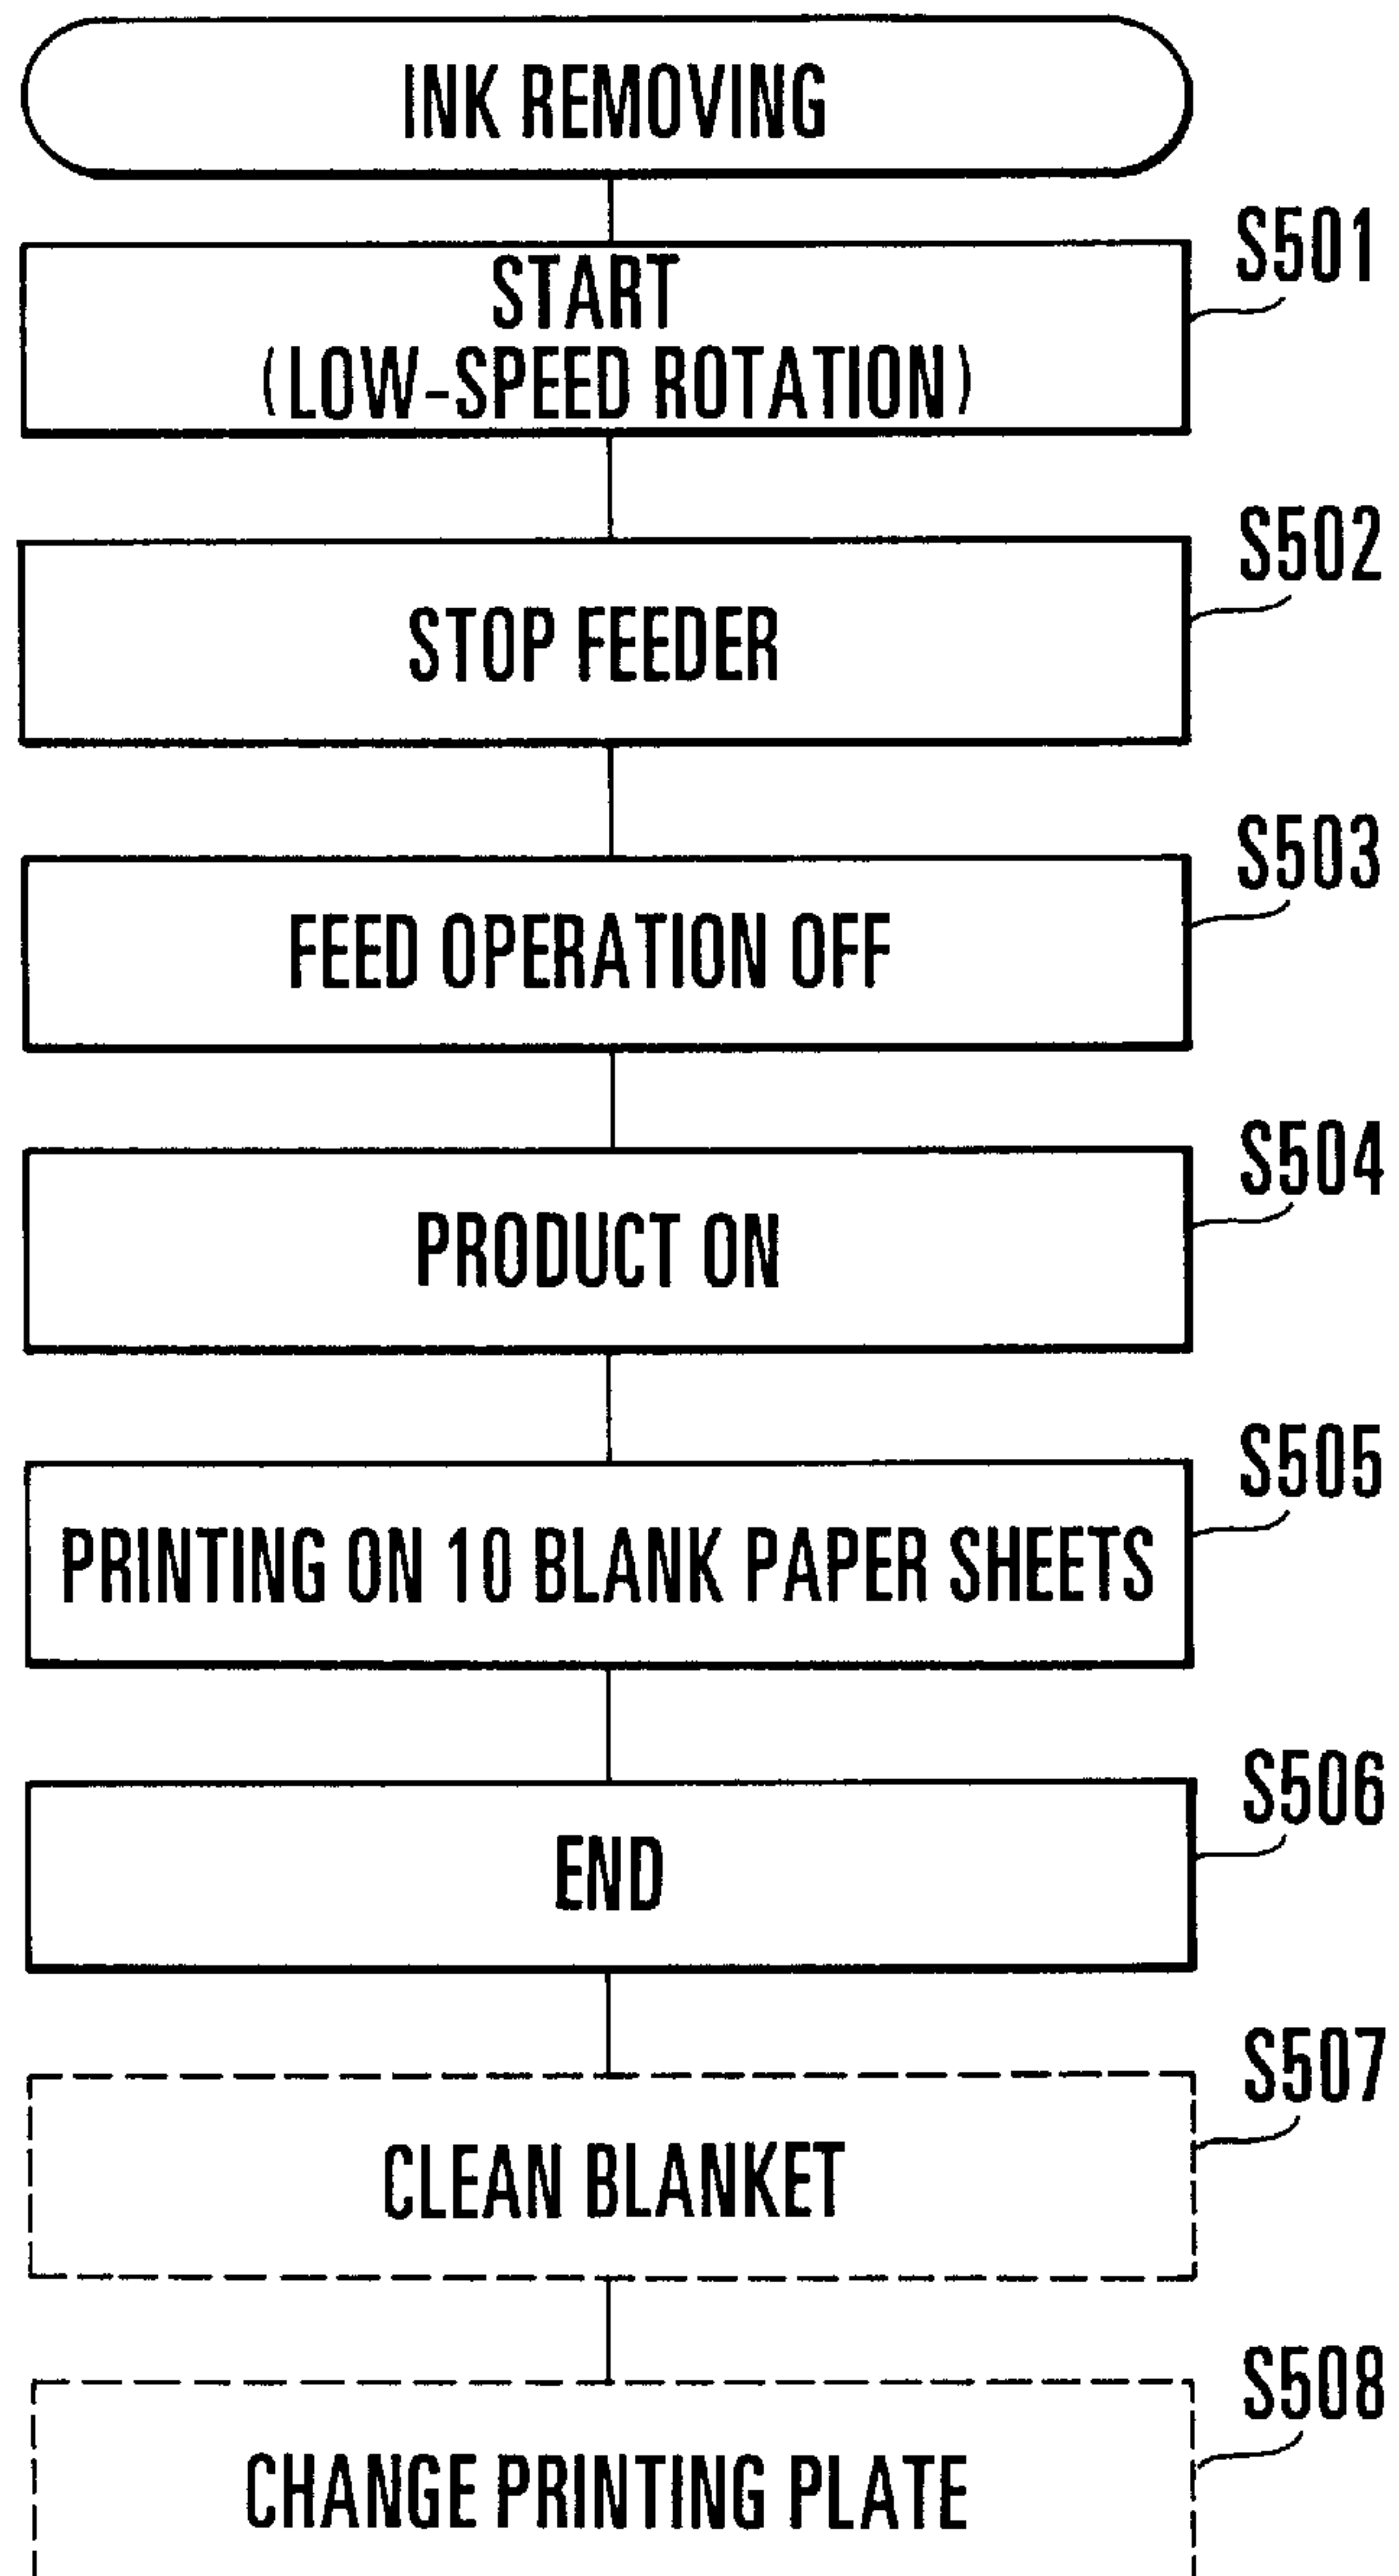 INK REMOVING
S501
START
(LOW-SPEED ROTATION)
S502
STOP FEEDER
S503
FEED OPERATION OFF
S504
PRODUCT ON
S505
PRINTING ON 10 BLANK PAPER SHEETS
S506
END
S507
CLEAN BLANKET
S508
CHANGE PRINTING PLATE